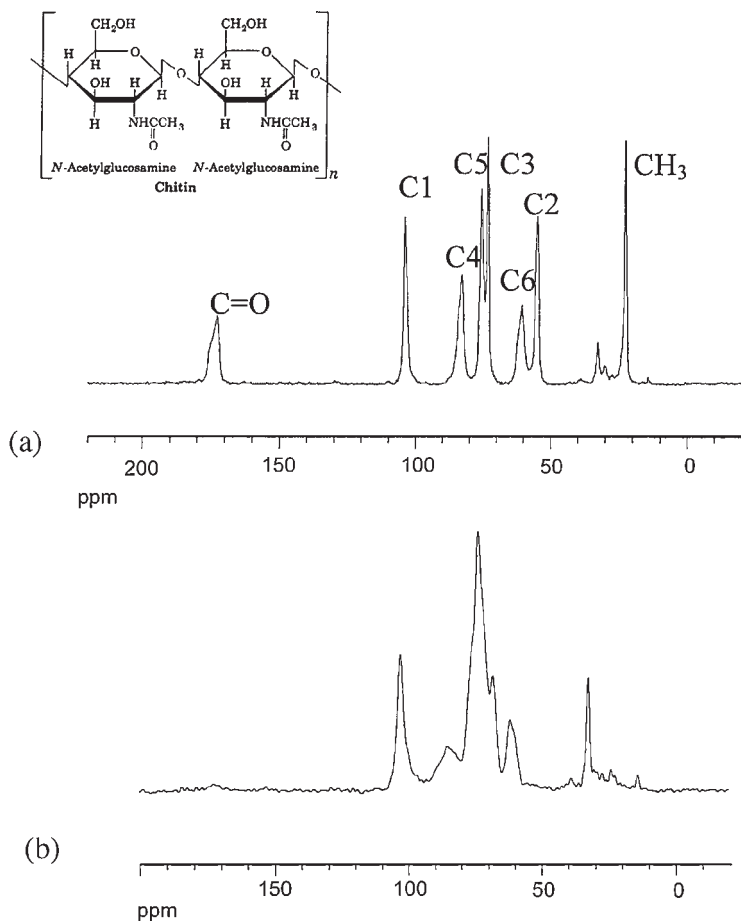 CH₂OH CH₂OH
H O H O
H H
O
OH H H OH H H O
H NHCCH₃ H NHCCH₃
O O
N-Acetylglucosamine N-Acetylglucosamine n
Chitin
C=O
C1
C4
C5
C3
C6
C2
CH₃
(a)
200 150 100 50 0
ppm
(b)
150 100 50 0
ppm